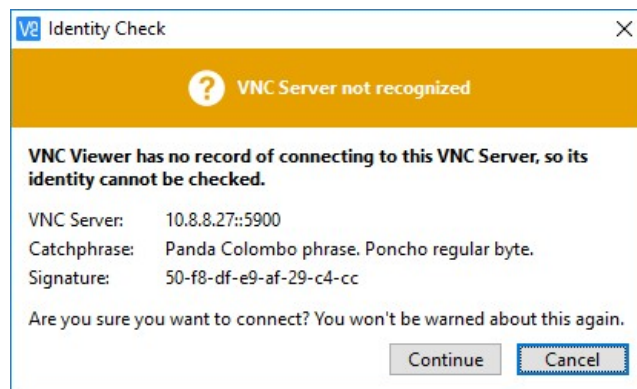 V2 Identity Check
? VNC Server not recognized
VNC Viewer has no record of connecting to this VNC Server, so its
identity cannot be checked.
VNC Server: 10.8.8.27::5900
Catchphrase: Panda Colombo phrase. Poncho regular byte.
Signature: 50-f8-df-e9-af-29-c4-cc
Are you sure you want to connect? You won't be warned about this again.
Continue Cancel